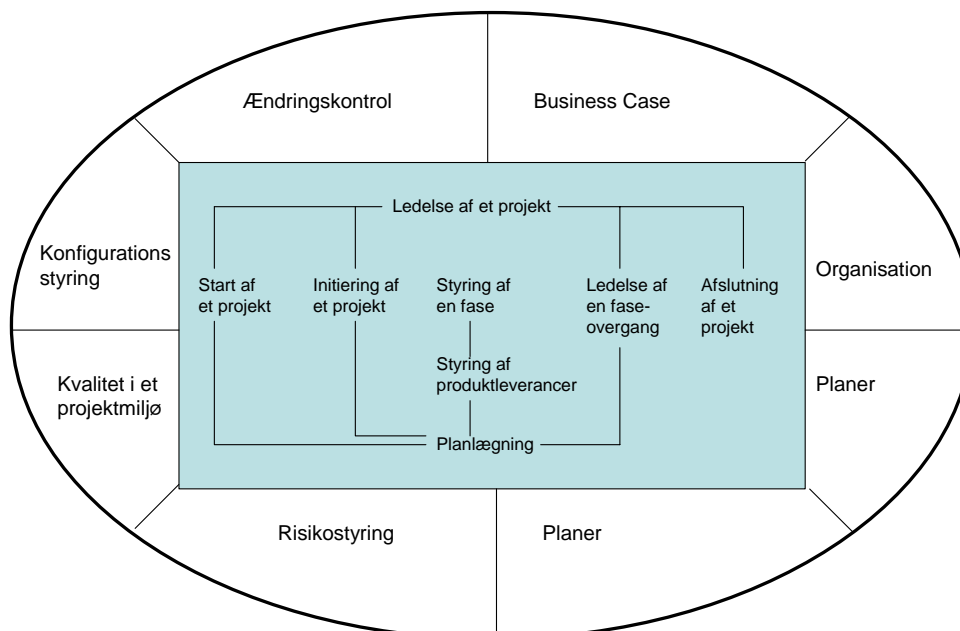 Ændringskontrol
Business Case
Ledelse af et projekt
Konfigurations
styring
Start af
et projekt
Initiering af
et projekt
Styring af
en fase
Ledelse af
en fase-
overgang
Afslutning
af et
projekt
Organisation
Styring af
produktleverancer
Kvalitet i et
projektmiljø
Planer
Planlægning
Risikostyring
Planer